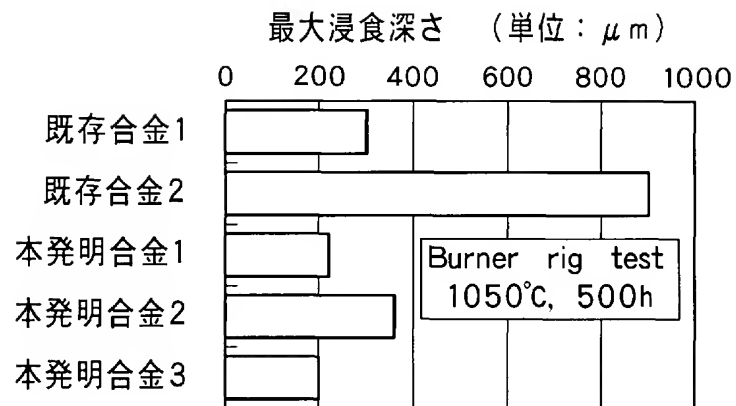 最大浸食深さ （単位：μm）
0 200 400 600 800 1000
既存合金1
既存合金2
本発明合金1
本発明合金2
本発明合金3
Burner rig test
1050℃, 500h